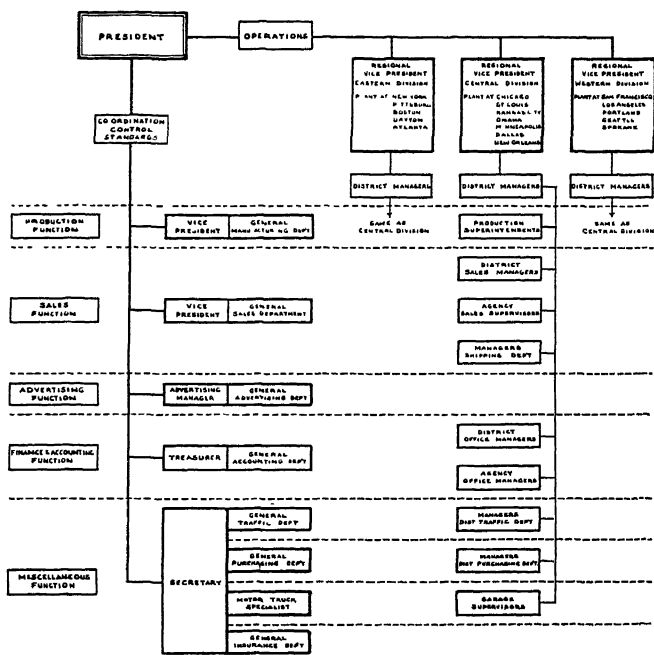 PRESIDENT
OPERATIONS
REGIONAL
VICE PRESIDENT
EASTERN DIVISION
PLANT AT NEW YORK
PITTSBURG
BOSTON
DAYTON
ATLANTA
REGIONAL
VICE PRESIDENT
CENTRAL DIVISION
PLANT AT CHICAGO
ST LOUIS
KANSAS CITY
OMAHA
MINNEAPOLIS
DALLAS
NEW ORLEANS
REGIONAL
VICE PRESIDENT
WESTERN DIVISION
PLANT AT SAN FRANCISCO
LOS ANGELES
PORTLAND
SEATTLE
SPOKANE
CO-ORDINATION
CONTROL
STANDARDS
DISTRICT MANAGERS
DISTRICT MANAGERS
DISTRICT MANAGERS
SAME AS
CENTRAL DIVISION
SAME AS
CENTRAL DIVISION
PRODUCTION
FUNCTION
VICE
PRESIDENT
GENERAL
MANUFACTURING DEPT
PRODUCTION
SUPERINTENDENTS
DISTRICT
SALES MANAGERS
SALES
FUNCTION
VICE
PRESIDENT
GENERAL
SALES DEPARTMENT
AGENCY
SALES SUPERVISORS
MANAGERS
SHIPPING DEPT
ADVERTISING
FUNCTION
ADVERTISING
MANAGER
GENERAL
ADVERTISING DEPT
DISTRICT
OFFICE MANAGERS
FINANCE & ACCOUNTING
FUNCTION
TREASURER
GENERAL
ACCOUNTING DEPT
AGENCY
OFFICE MANAGERS
MISCELLANEOUS
FUNCTION
SECRETARY
GENERAL
TRAFFIC DEPT
MANAGERS
DIST TRAFFIC DEPT
GENERAL
PURCHASING DEPT
MANAGERS
DIST PURCHASING DEPT
MOTOR TRUCK
SPECIALIST
GARAGE
SUPERVISORS
GENERAL
INSURANCE DEPT